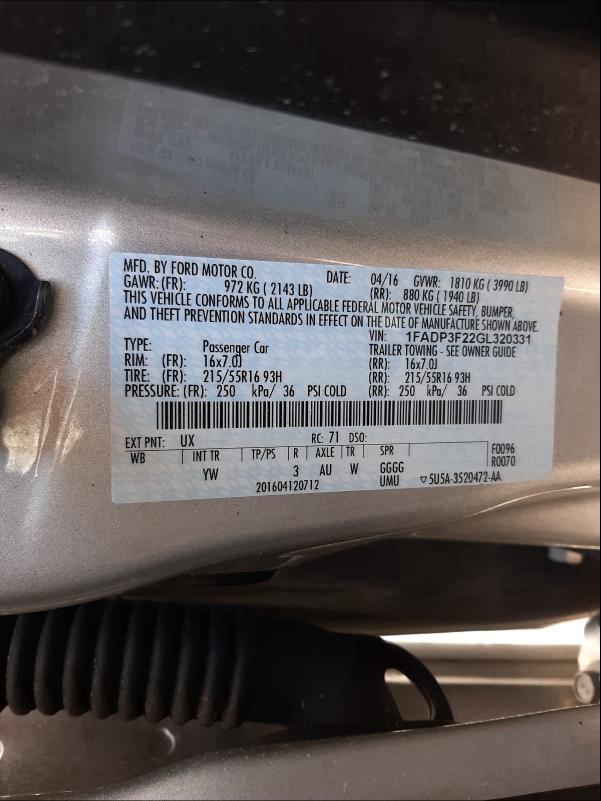 MFD. BY FORD MOTOR CO. DATE: 04/16 GVWR: 1810 KG ( 3990 LB)
GAWR: (FR): 972 KG ( 2143 LB) (RR): 880 KG ( 1940 LB)
THIS VEHICLE CONFORMS TO ALL APPLICABLE FEDERAL MOTOR VEHICLE SAFETY, BUMPER,
AND THEFT PREVENTION STANDARDS IN EFFECT ON THE DATE OF MANUFACTURE SHOWN ABOVE.
VIN: 1FADP3F22GL320331
TYPE: Passenger Car TRAILER TOWING - SEE OWNER GUIDE
RIM: (FR): 16x7.0J (RR): 16x7.0J
TIRE: (FR): 215/55R16 93H (RR): 215/55R16 93H
PRESSURE: (FR): 250 kPa/ 36 PSI COLD (RR): 250 kPa/ 36 PSI COLD
EXT PNT: UX RC: 71 DSO:
WB INT TR TP/PS R AXLE TR SPR F0096
YW 3 AU W GGGG R0070
201604120712 UMU ▽5U5A-3520472-AA